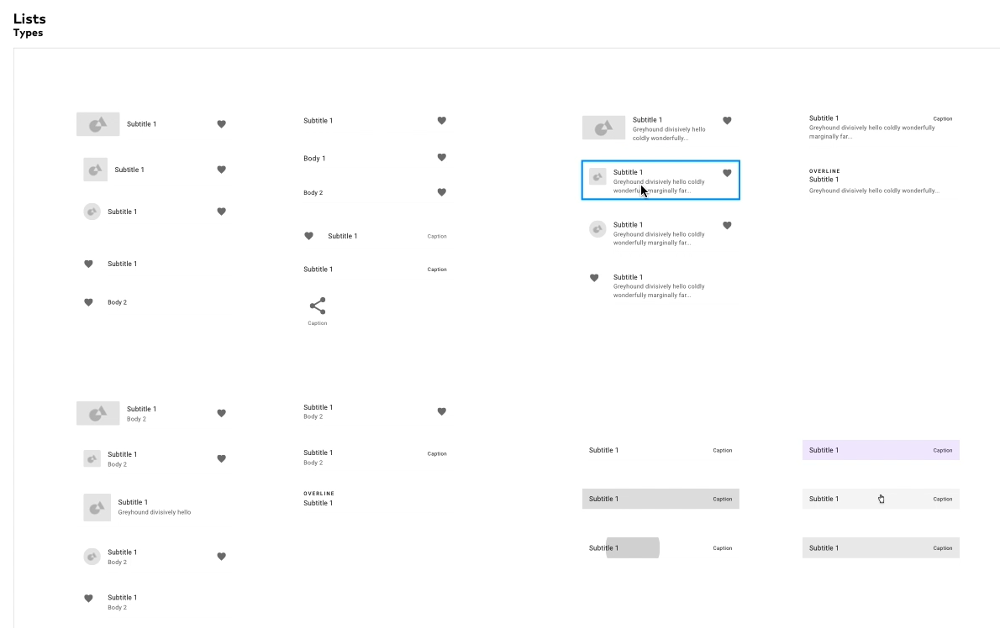 Lists
Types
Subtitle 1
Subtitle 1
Subtitle 1
Subtitle 1
Body 2
Subtitle 1
Body 1
Body 2
Subtitle 1 Caption
Subtitle 1 Caption
Caption
Subtitle 1
Greyhound divisively hello
coldly wonderfully...
Subtitle 1
Greyhound divisively hello coldly
wonderfully marginally far...
Subtitle 1
Greyhound divisively hello coldly
wonderfully marginally far...
Subtitle 1
Greyhound divisively hello coldly
wonderfully marginally far...
Subtitle 1 Caption
Greyhound divisively hello coldly wonderfully
marginally far...
OVERLINE
Subtitle 1
Greyhound divisively hello coldly wonderfully...
Subtitle 1
Body 2
Subtitle 1
Body 2
Subtitle 1
Greyhound divisively hello
Subtitle 1
Body 2
Subtitle 1
Body 2
Subtitle 1
Body 2
Subtitle 1 Caption
Body 2
OVERLINE
Subtitle 1
Subtitle 1 Caption
Subtitle 1 Caption
Subtitle 1 Caption
Subtitle 1 Caption
Subtitle 1 Caption
Subtitle 1 Caption